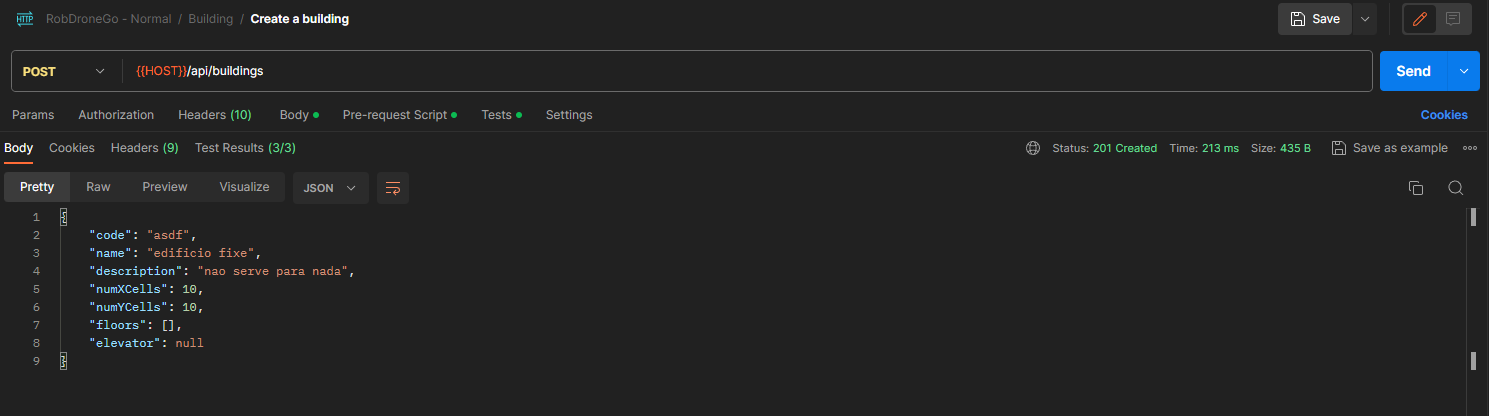 HTTP RobDroneGo - Normal / Building / Create a building Save
POST {{HOST}}/api/buildings Send
Params Authorization Headers (10) Body Pre-request Script Tests Settings Cookies
Body Cookies Headers (9) Test Results (3/3) Status: 201 Created Time: 213 ms Size: 435 B Save as example
Pretty Raw Preview Visualize JSON
1 {
2 "code": "asdf",
3 "name": "edificio fixe",
4 "description": "nao serve para nada",
5 "numXCells": 10,
6 "numYCells": 10,
7 "floors": [],
8 "elevator": null
9 }